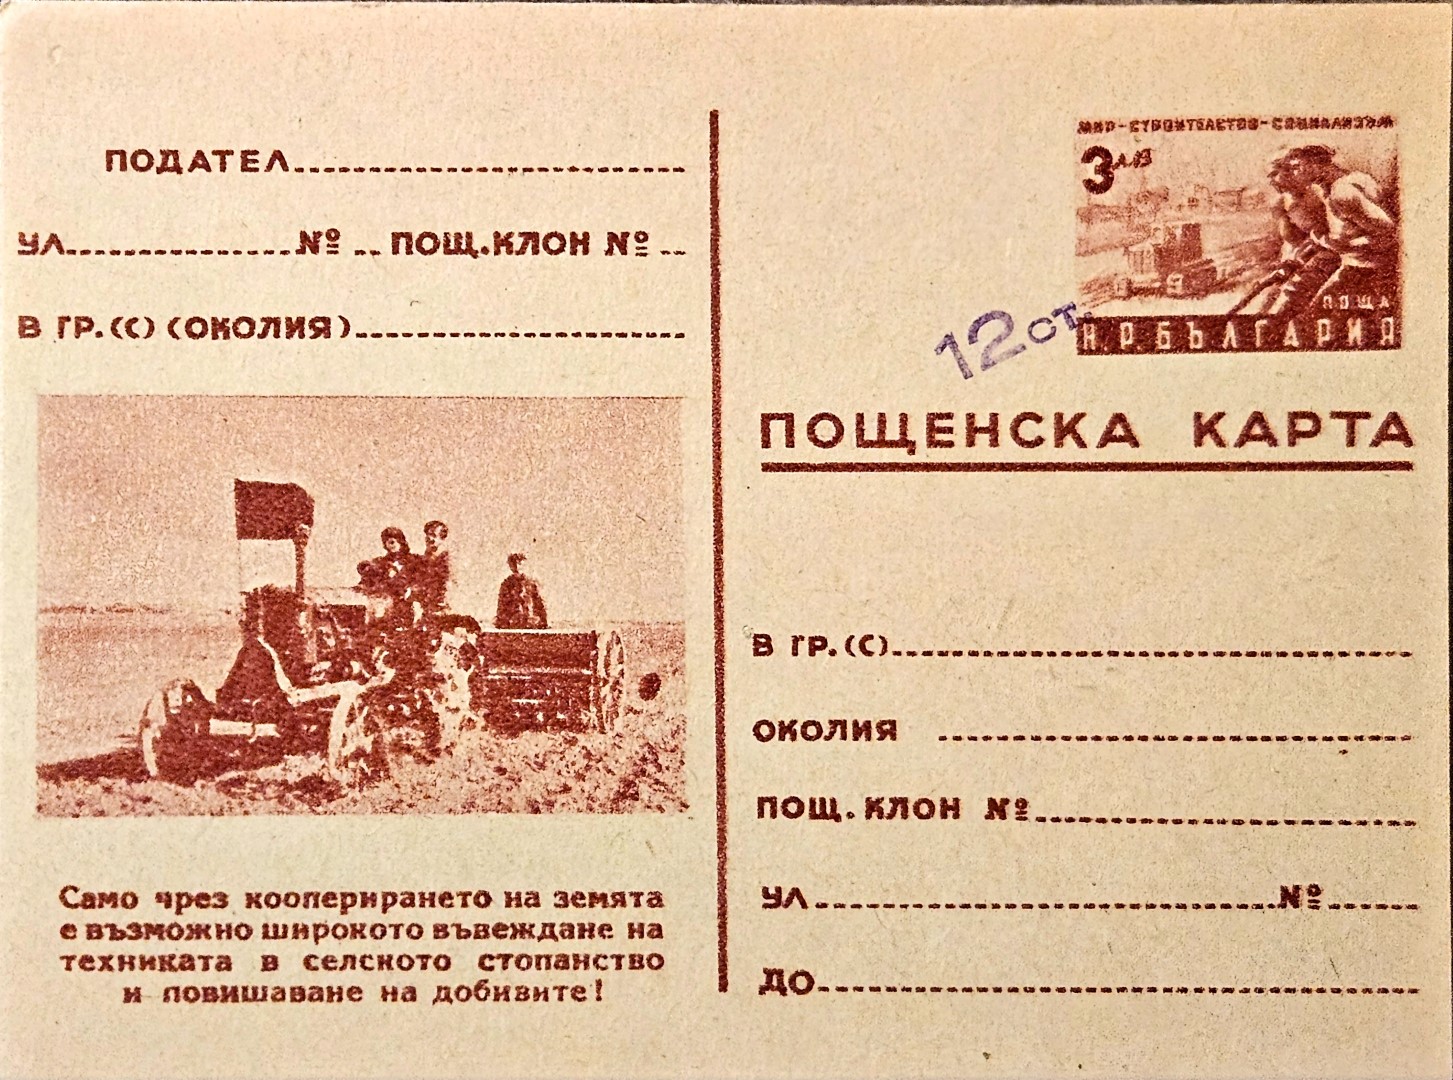 ПОДАТЕЛ
УЛ. № ПОЩ.КЛОН №
В ГР.(С) (ОКОЛИЯ)
Само чрез кооперирането на земята
е възможно широкото въвеждане на
техниката в селското стопанство
и повишаване на добивите!
МИР-СТРОИТЕЛСТВО-СОЦИАЛИЗЪМ
3 ЛВ
ПОЩА
Н.Р.БЪЛГАРИЯ
12 ст.
ПОЩЕНСКА КАРТА
В ГР.(С)
ОКОЛИЯ
ПОЩ. КЛОН №
УЛ. №
ДО